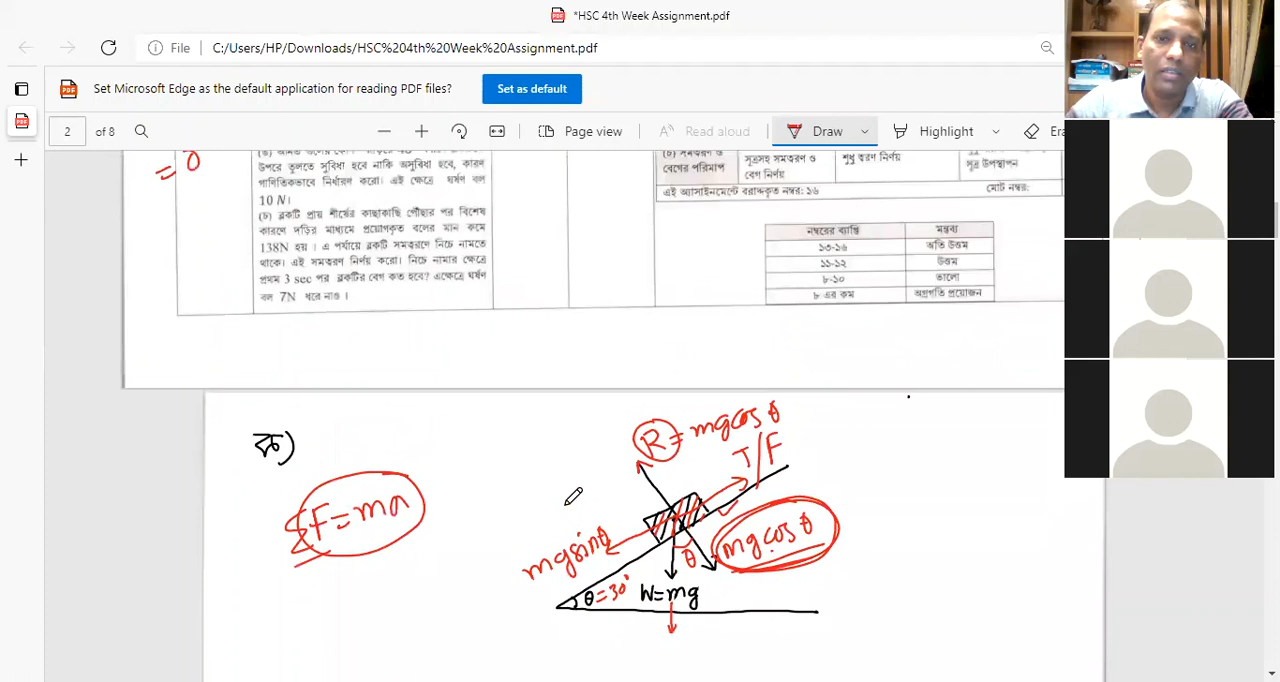 *HSC 4th Week Assignment.pdf
File
C:/Users/HP/Downloads/HSC%204th%20Week%20Assignment.pdf
Set Microsoft Edge as the default application for reading PDF files?
Set as default
2 of 8
Page view
Read aloud
Draw
Highlight
Era
উপরে তুলতে সুবিধা হবে নাকি অসুবিধা হবে, কারণ
গাণিতিকভাবে নির্ধারণ করো। এই ক্ষেত্রে ঘর্ষণ বল
10 N।
(চ) ব্লকটি প্রায় শীর্ষের কাছাকাছি পৌঁছার পর বিশেষ
কারণে দড়ির মাধ্যমে প্রয়োগকৃত বলের মান কমে
138N হয়। এ পর্যায়ে ব্লকটি সমত্বরণে নিচে নামতে
থাকে। এই সমত্বরণ নির্ণয় করো। নিচে নামার ক্ষেত্রে
প্রথম 3 sec পর ব্লকটির বেগ কত হবে? এক্ষেত্রে ঘর্ষণ
বল 7N ধরে নাও।
(চ) সমত্বরণ ও
বেগের পরিমাপ
সূত্রসহ সমত্বরণ ও
বেগ নির্ণয়
শুধু ত্বরণ নির্ণয়
সূত্র উপস্থাপন
এই অ্যাসাইনমেন্টে বরাদ্দকৃত নম্বর: ১৬
মোট নম্বর:
নম্বরের ব্যাপ্তি
মন্তব্য
১৩-১৬
অতি উত্তম
১১-১২
উত্তম
৮-১০
ভালো
৮ এর কম
অগ্রগতি প্রয়োজন
ক)
ΣF=ma
R = mg cos θ
T/F
mg sin θ
mg cos θ
θ
θ=30°
W=mg